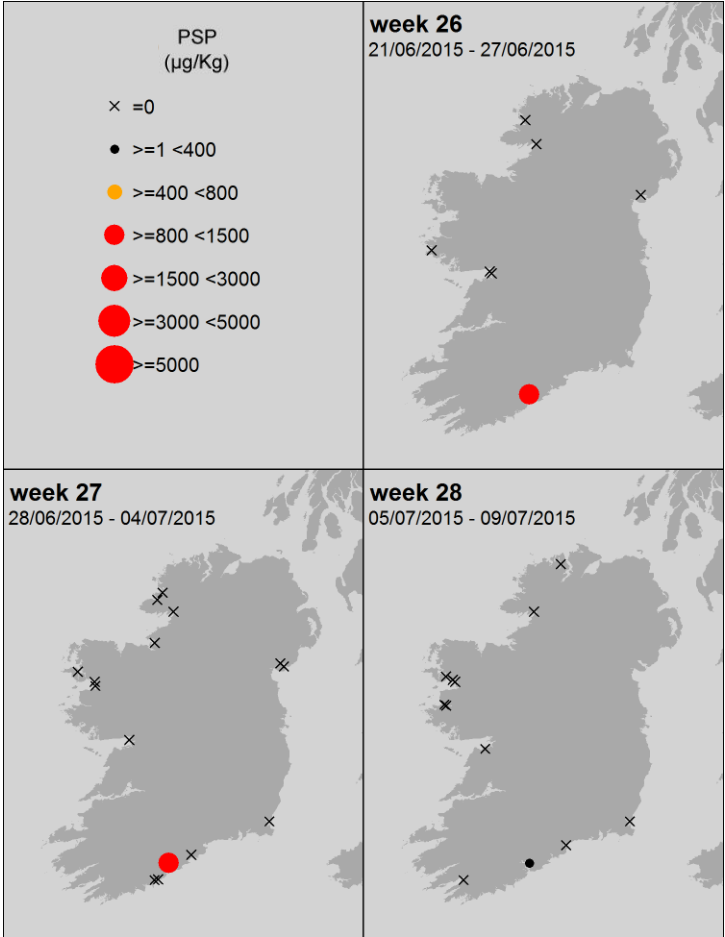 PSP
(µg/Kg)
=0
>=1 <400
>=400 <800
>=800 <1500
>=1500 <3000
>=3000 <5000
>=5000
week 26
21/06/2015 - 27/06/2015
week 27
28/06/2015 - 04/07/2015
week 28
05/07/2015 - 09/07/2015